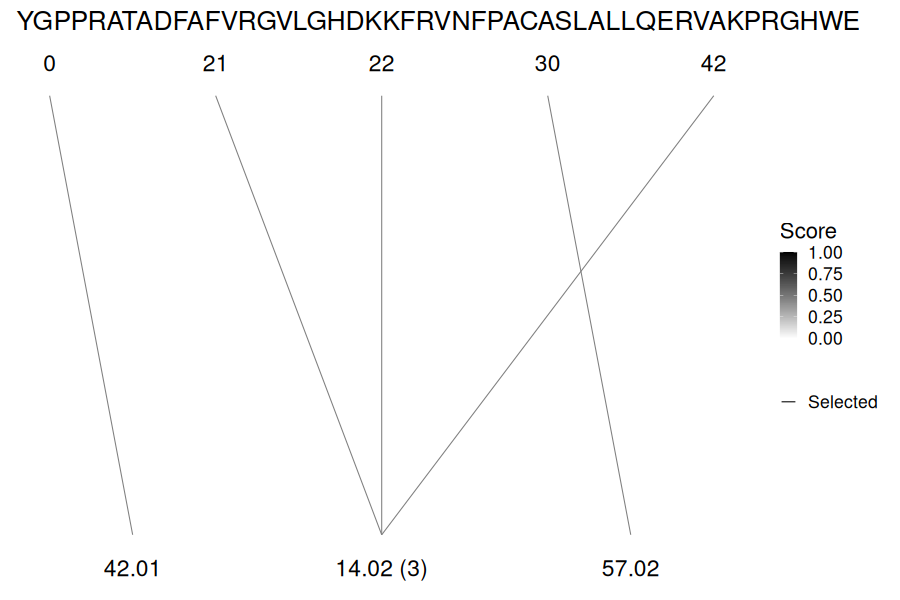 YGPPRATADFAFVRGVLGHDKKFRVNFPACASLALLQERVAKPRGHWE
0 21 22 30 42
Score
1.00
0.75
0.50
0.25
0.00
Selected
42.01 14.02 (3) 57.02